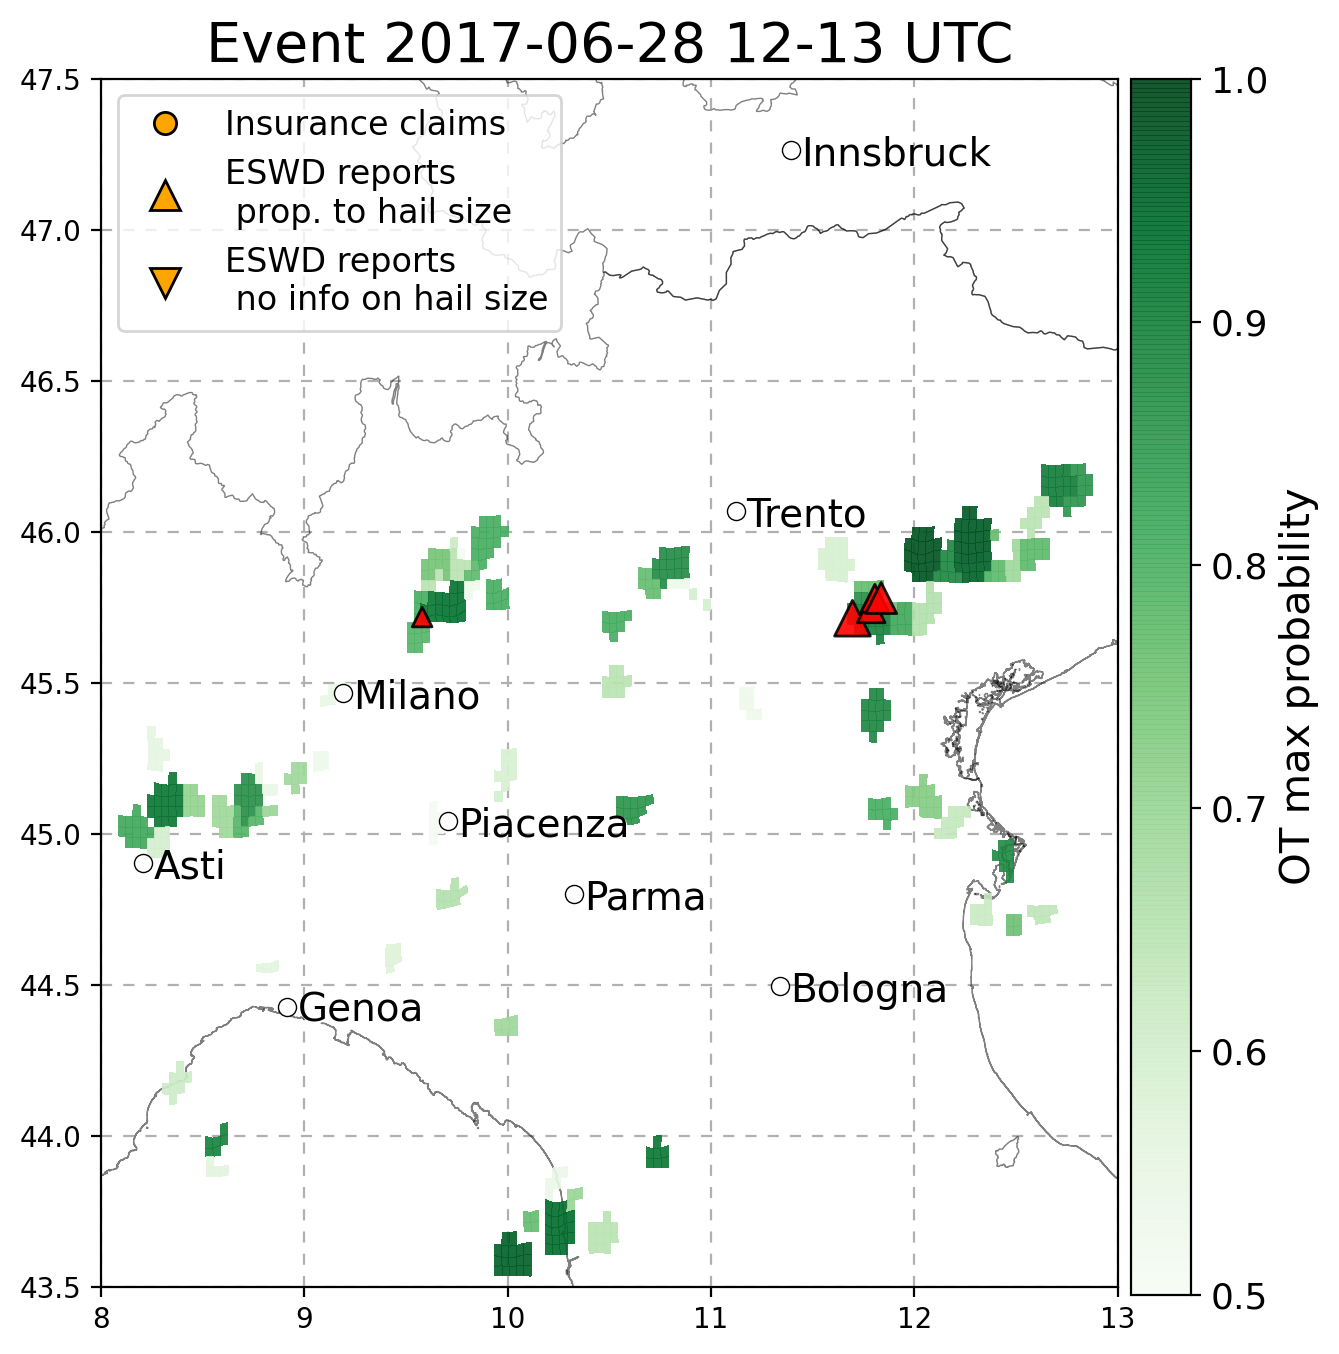 Event 2017-06-28 12-13 UTC
47.5
47.0
46.5
46.0
45.5
45.0
44.5
44.0
43.5
Insurance claims
ESWD reports
prop. to hail size
ESWD reports
no info on hail size
Innsbruck
Trento
Milano
Piacenza
Asti
Parma
Bologna
Genoa
8
9
10
11
12
13
1.0
0.9
0.8
0.7
0.6
0.5
OT max probability